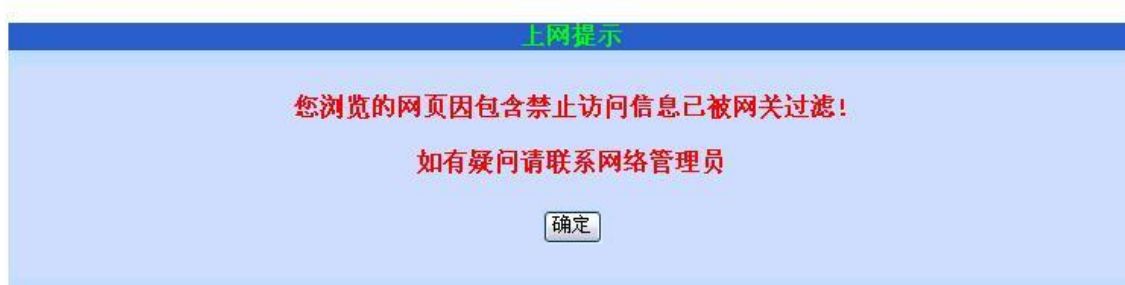 上网提示
您浏览的网页因包含禁止访问信息已被网关过滤!
如有疑问请联系网络管理员
确定